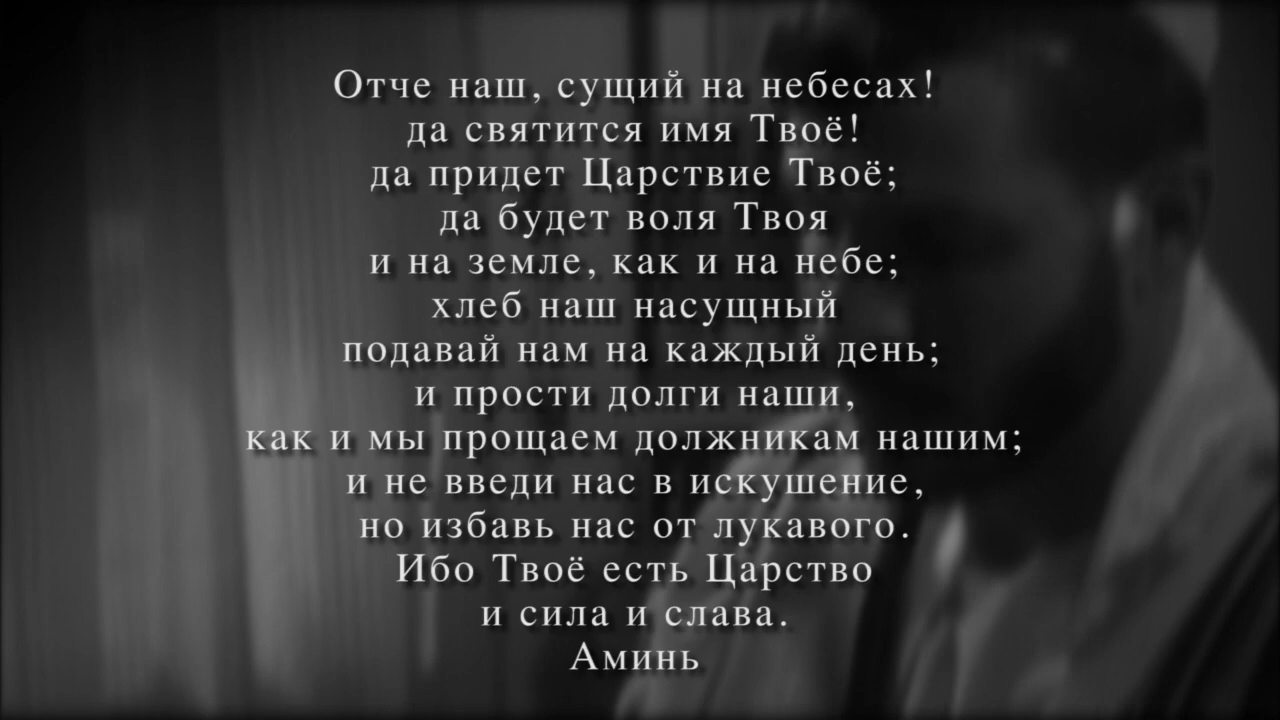 Отче наш, сущий на небесах!
да святится имя Твоё!
да придет Царствие Твоё;
да будет воля Твоя
и на земле, как и на небе;
хлеб наш насущный
подавай нам на каждый день;
и прости долги наши,
как и мы прощаем должникам нашим;
и не введи нас в искушение,
но избавь нас от лукавого.
Ибо Твоё есть Царство
и сила и слава.
Аминь